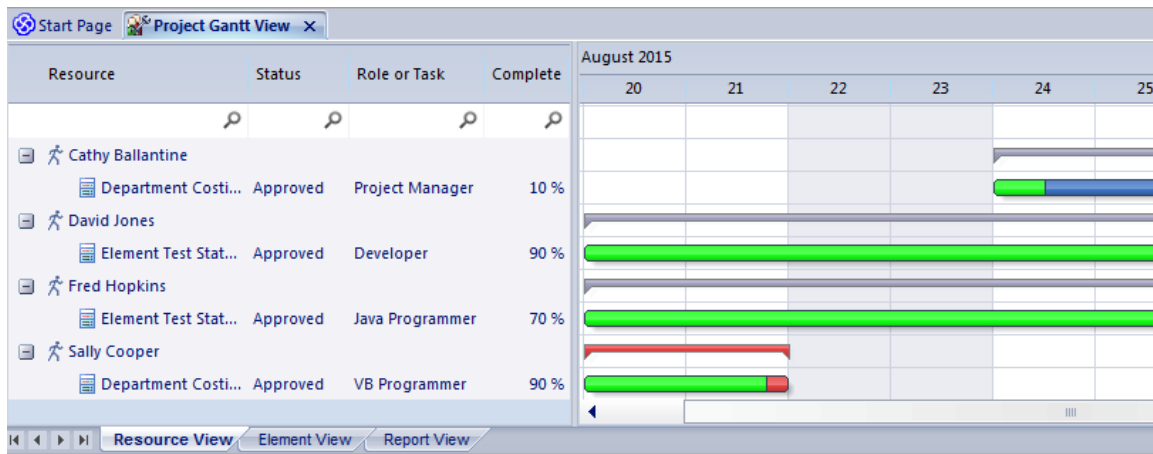 Start Page Project Gantt View X
August 2015
Resource Status Role or Task Complete
20 21 22 23 24 25
Cathy Ballantine
Department Costi... Approved Project Manager 10 %
David Jones
Element Test Stat... Approved Developer 90 %
Fred Hopkins
Element Test Stat... Approved Java Programmer 70 %
Sally Cooper
Department Costi... Approved VB Programmer 90 %
Resource View Element View Report View